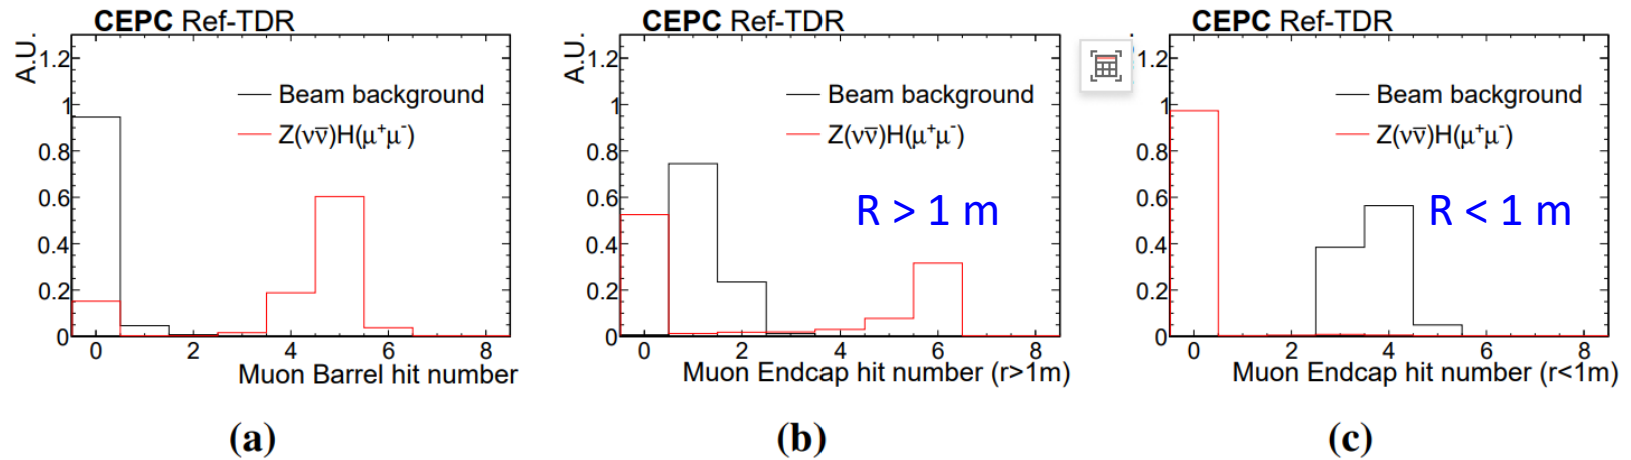 CEPC Ref-TDR
A.U.
1.2
1
0.8
0.6
0.4
0.2
0
Beam background
Z(νν̅)H(μ⁺μ⁻)
0 2 4 6 8
Muon Barrel hit number
(a)
CEPC Ref-TDR
A.U.
1.2
1
0.8
0.6
0.4
0.2
0
Beam background
Z(νν̅)H(μ⁺μ⁻)
R > 1 m
0 2 4 6 8
Muon Endcap hit number (r>1m)
(b)
CEPC Ref-TDR
1.2
1
0.8
0.6
0.4
0.2
0
Beam background
Z(νν̅)H(μ⁺μ⁻)
R < 1 m
0 2 4 6 8
Muon Endcap hit number (r<1m)
(c)